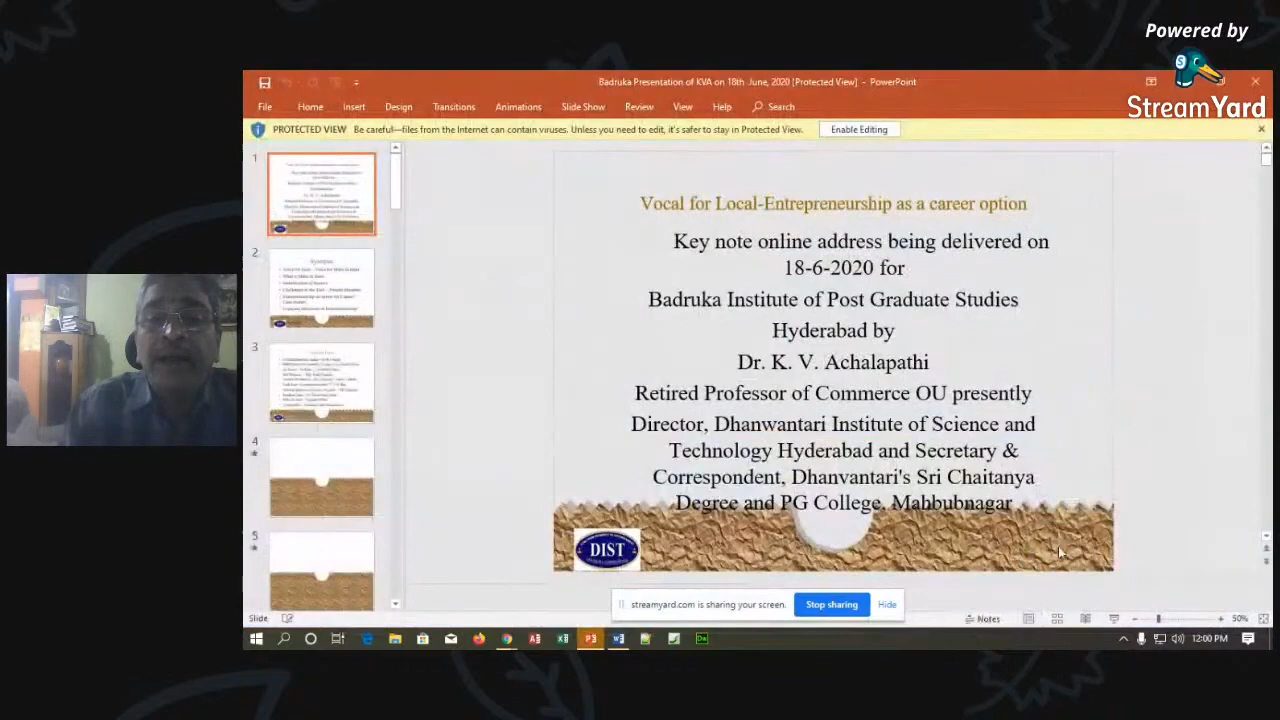 Powered by
StreamYard
Badruka Presentation of KVA on 18th June, 2020 [Protected View] - PowerPoint
File Home Insert Design Transitions Animations Slide Show Review View Help Search
PROTECTED VIEW Be careful—files from the Internet can contain viruses. Unless you need to edit, it's safer to stay in Protected View. Enable Editing
1
2
3
4
5
Vocal for Local-Entrepreneurship as a career option
Key note online address being delivered on
18-6-2020 for
Badruka Institute of Post Graduate Studies
Hyderabad by
Dr. K. V. Achalapathi
Retired Professor of Commerce OU presently
Director, Dhanwantari Institute of Science and
Technology Hyderabad and Secretary &
Correspondent, Dhanvantari's Sri Chaitanya
Degree and PG College, Mahbubnagar
DIST
streamyard.com is sharing your screen. Stop sharing Hide
Slide Notes 50%
12:00 PM